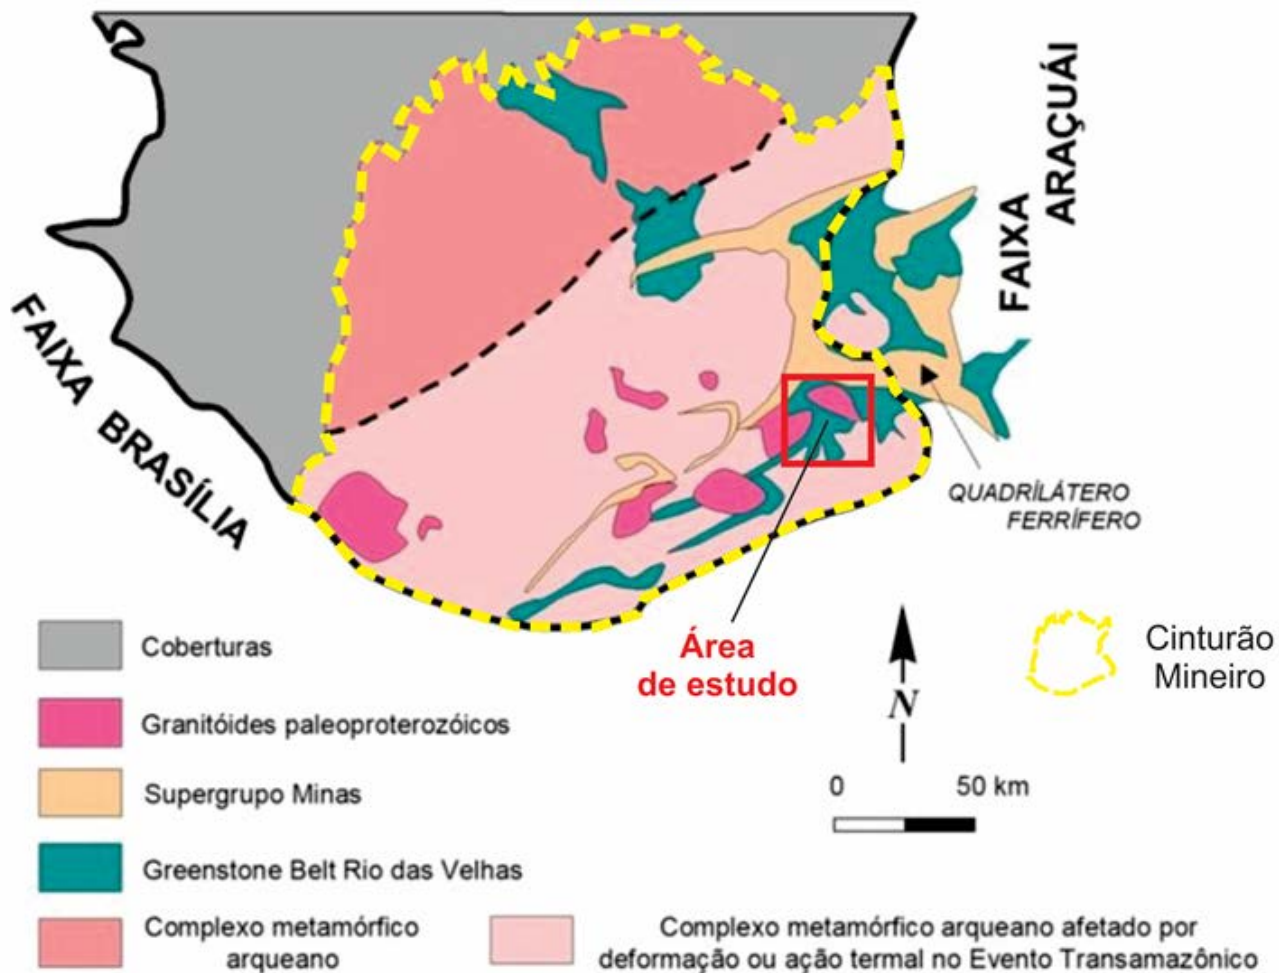 FAIXA
ARAÇUÁI
FAIXA BRASÍLIA
QUADRÍLÁTERO
FERRÍFERO
Área
de estudo
Cinturão
Mineiro
N
0 50 km
Coberturas
Granitóides paleoproterozóicos
Supergrupo Minas
Greenstone Belt Rio das Velhas
Complexo metamórfico
arqueano
Complexo metamórfico arqueano afetado por
deformação ou ação termal no Evento Transamazônico